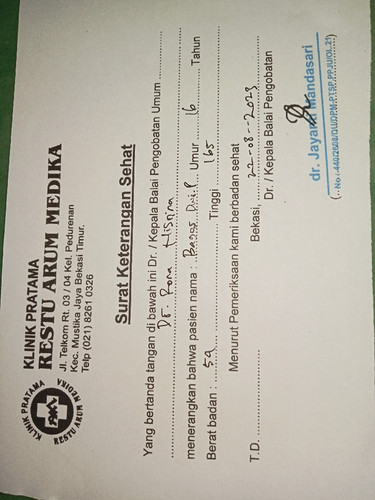 KLINIK PRATAMA
RESTU ARUM MEDIKA
KLINIK PRATAMA
RESTU ARUM MEDIKA
Jl. Telkom Rt. 03 / 04 Kel. Pedurenan
Kec. Mustika Jaya Bekasi Timur.
Telp (021) 8261 0326
Surat Keterangan Sehat
Yang bertanda tangan di bawah ini Dr. / Kepala Balai Pengobatan Umum
Dr. Rona
menerangkan bahwa pasien nama : Umur 16 Tahun
Berat badan : 59 Tinggi 165
Menurut Pemeriksaan kami berbadan sehat
T.D. Bekasi, 22-08-2023
Dr. / Kepala Balai Pengobatan
dr. Jayanti Mandasari